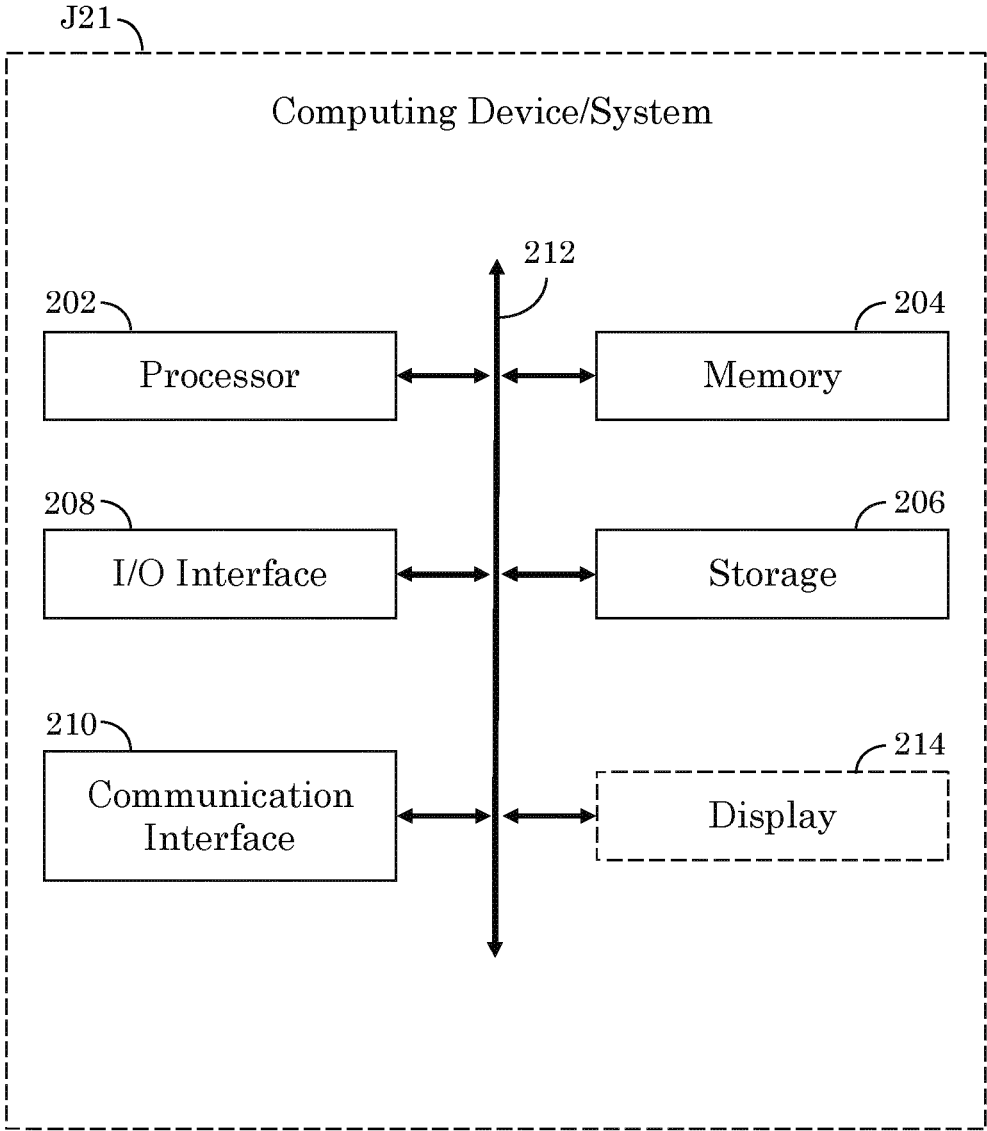 J21
Computing Device/System
212
202
204
Processor
Memory
208
206
I/O Interface
Storage
210
214
Communication
Interface
Display